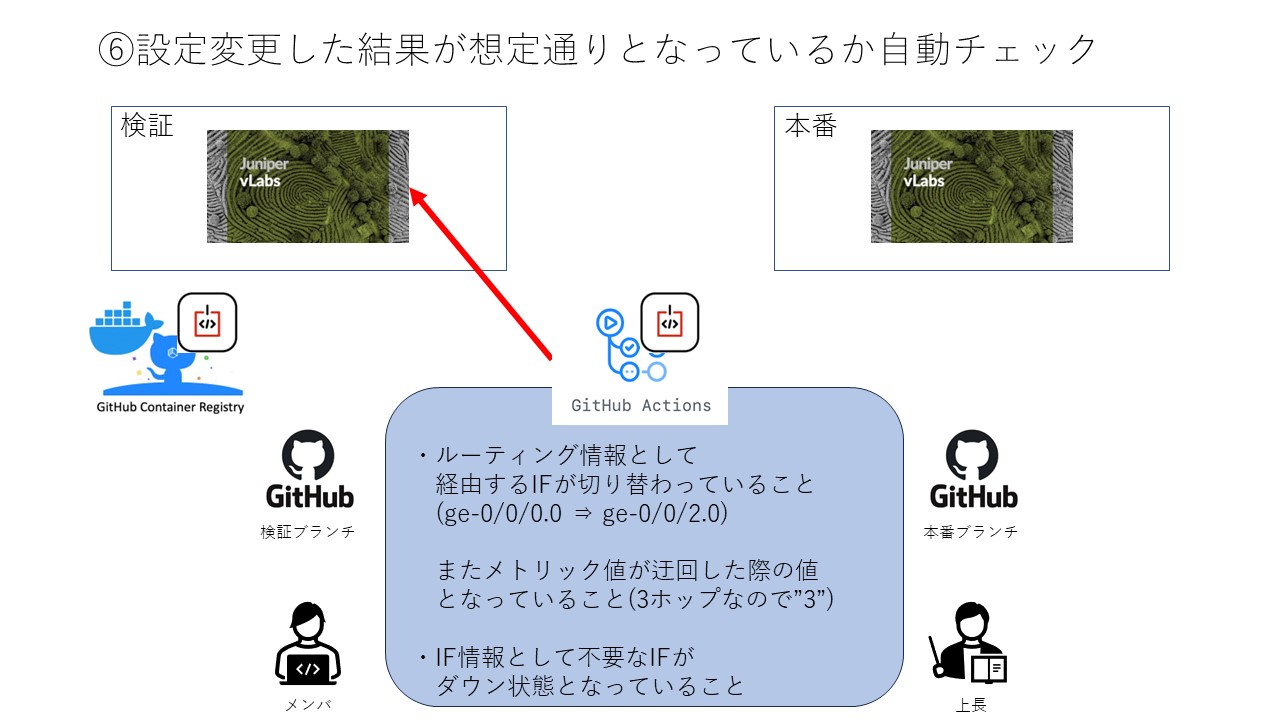 ⑥設定変更した結果が想定通りとなっているか自動チェック
検証
Juniper
vLabs
本番
Juniper
vLabs
GitHub Container Registry
GitHub Actions
GitHub
検証ブランチ
・ルーティング情報として
経由するIFが切り替わっていること
(ge-0/0/0.0 ⇒ ge-0/0/2.0)
またメトリック値が迂回した際の値
となっていること(3ホップなので”3”)
・IF情報として不要なIFが
ダウン状態となっていること
GitHub
本番ブランチ
メンバ
上長